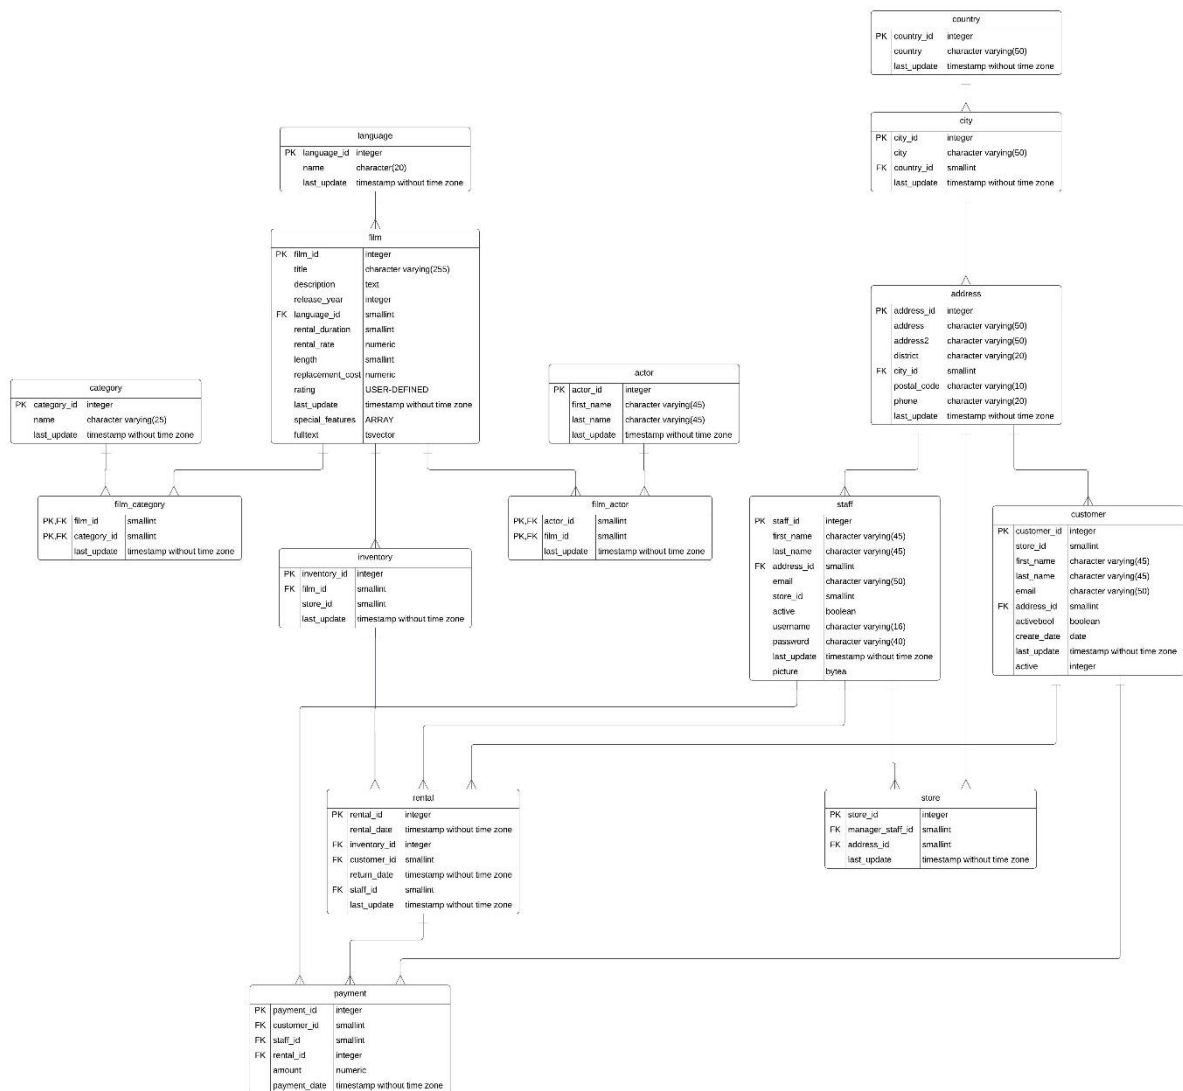 country
PK country_id integer
country character varying(50)
last_update timestamp without time zone
city
PK city_id integer
city character varying(50)
FK country_id smallint
last_update timestamp without time zone
language
PK language_id integer
name character(20)
last_update timestamp without time zone
film
PK film_id integer
title character varying(255)
description text
release_year integer
FK language_id smallint
rental_duration smallint
rental_rate numeric
length smallint
replacement_cost numeric
rating USER-DEFINED
last_update timestamp without time zone
special_features ARRAY
fulltext tsvector
address
PK address_id integer
address character varying(50)
address2 character varying(50)
district character varying(20)
FK city_id smallint
postal_code character varying(10)
phone character varying(20)
last_update timestamp without time zone
category
PK category_id integer
name character varying(25)
last_update timestamp without time zone
actor
PK actor_id integer
first_name character varying(45)
last_name character varying(45)
last_update timestamp without time zone
film_category
PK,FK film_id smallint
PK,FK category_id smallint
last_update timestamp without time zone
film_actor
PK,FK actor_id smallint
PK,FK film_id smallint
last_update timestamp without time zone
inventory
PK inventory_id integer
FK film_id smallint
store_id smallint
last_update timestamp without time zone
staff
PK staff_id integer
first_name character varying(45)
last_name character varying(45)
FK address_id smallint
email character varying(50)
store_id smallint
active boolean
username character varying(16)
password character varying(40)
last_update timestamp without time zone
picture bytea
customer
PK customer_id integer
store_id smallint
first_name character varying(45)
last_name character varying(45)
email character varying(50)
FK address_id smallint
activebool boolean
create_date date
last_update timestamp without time zone
active integer
rental
PK rental_id integer
rental_date timestamp without time zone
FK inventory_id integer
FK customer_id smallint
return_date timestamp without time zone
FK staff_id smallint
last_update timestamp without time zone
store
PK store_id integer
FK manager_staff_id smallint
FK address_id smallint
last_update timestamp without time zone
payment
PK payment_id integer
FK customer_id smallint
FK staff_id smallint
FK rental_id integer
amount numeric
payment_date timestamp without time zone